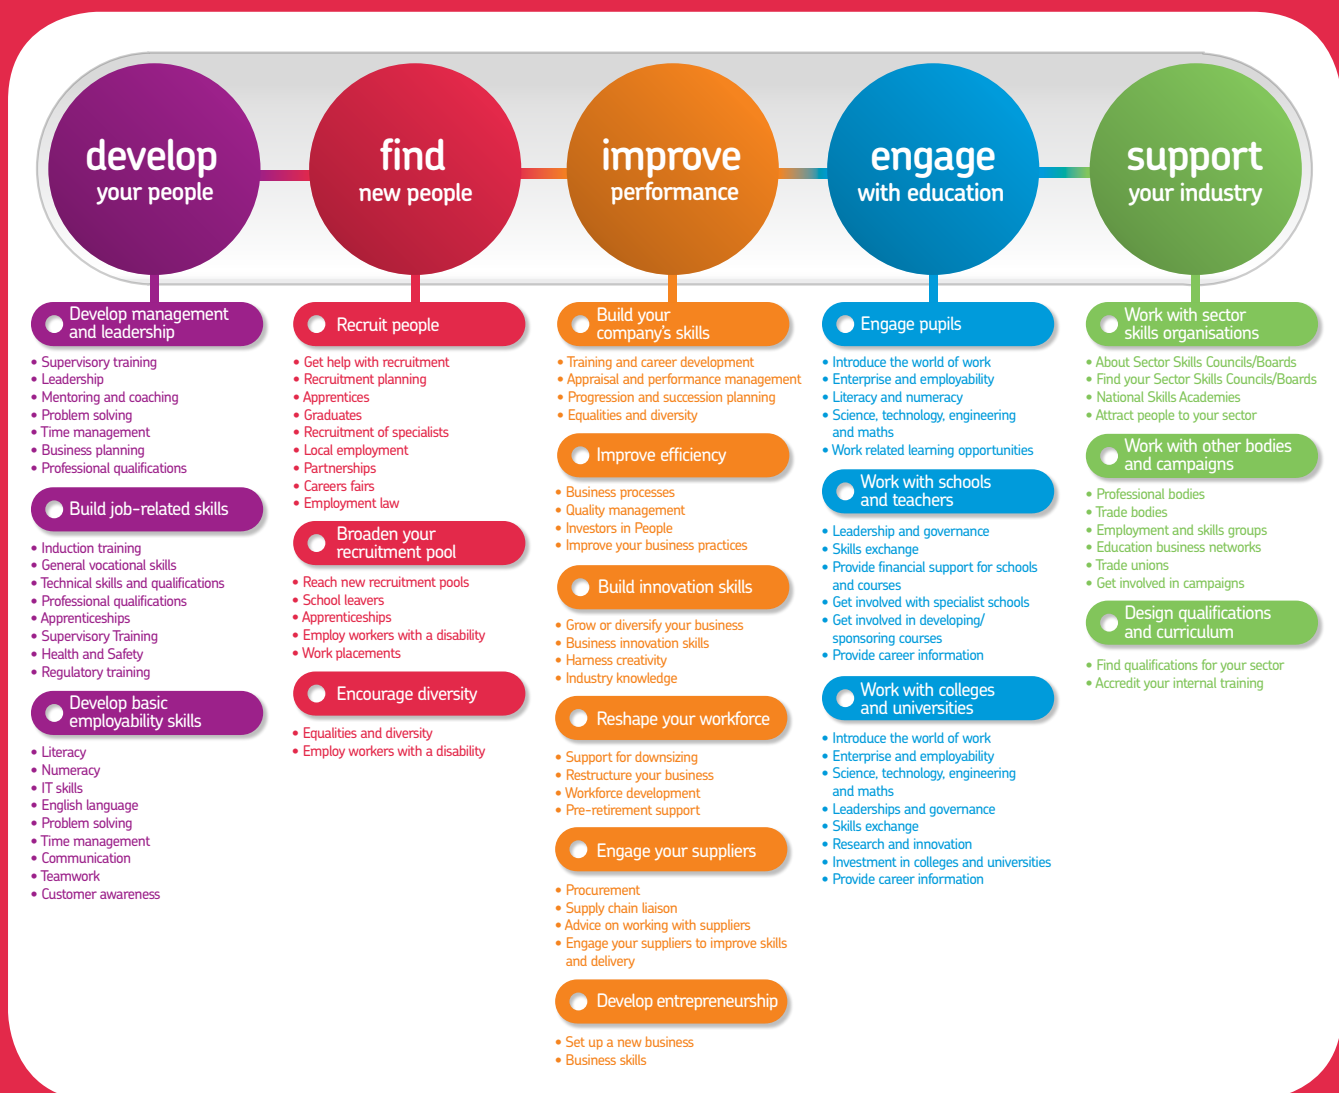 develop
your people
find
new people
improve
performance
engage
with education
support
your industry
Develop management
and leadership
• Supervisory training
• Leadership
• Mentoring and coaching
• Problem solving
• Time management
• Business planning
• Professional qualifications
Build job-related skills
• Induction training
• General vocational skills
• Technical skills and qualifications
• Professional qualifications
• Apprenticeships
• Supervisory Training
• Health and Safety
• Regulatory training
Develop basic
employability skills
• Literacy
• Numeracy
• IT skills
• English language
• Problem solving
• Time management
• Communication
• Teamwork
• Customer awareness
Recruit people
• Get help with recruitment
• Recruitment planning
• Apprentices
• Graduates
• Recruitment of specialists
• Local employment
• Partnerships
• Careers fairs
• Employment law
Broaden your
recruitment pool
• Reach new recruitment pools
• School leavers
• Apprenticeships
• Employ workers with a disability
• Work placements
Encourage diversity
• Equalities and diversity
• Employ workers with a disability
Build your
company's skills
• Training and career development
• Appraisal and performance management
• Progression and succession planning
• Equalities and diversity
Improve efficiency
• Business processes
• Quality management
• Investors in People
• Improve your business practices
Build innovation skills
• Grow or diversify your business
• Business innovation skills
• Harness creativity
• Industry knowledge
Reshape your workforce
• Support for downsizing
• Restructure your business
• Workforce development
• Pre-retirement support
Engage your suppliers
• Procurement
• Supply chain liaison
• Advice on working with suppliers
• Engage your suppliers to improve skills
and delivery
Develop entrepreneurship
• Set up a new business
• Business skills
Engage pupils
• Introduce the world of work
• Enterprise and employability
• Literacy and numeracy
• Science, technology, engineering
and maths
• Work related learning opportunities
Work with schools
and teachers
• Leadership and governance
• Skills exchange
• Provide financial support for schools
and courses
• Get involved with specialist schools
• Get involved in developing/
sponsoring courses
• Provide career information
Work with colleges
and universities
• Introduce the world of work
• Enterprise and employability
• Science, technology, engineering
and maths
• Leaderships and governance
• Skills exchange
• Research and innovation
• Investment in colleges and universities
• Provide career information
Work with sector
skills organisations
• About Sector Skills Councils/Boards
• Find your Sector Skills Councils/Boards
• National Skills Academies
• Attract people to your sector
Work with other bodies
and campaigns
• Professional bodies
• Trade bodies
• Employment and skills groups
• Education business networks
• Trade unions
• Get involved in campaigns
Design qualifications
and curriculum
• Find qualifications for your sector
• Accredit your internal training